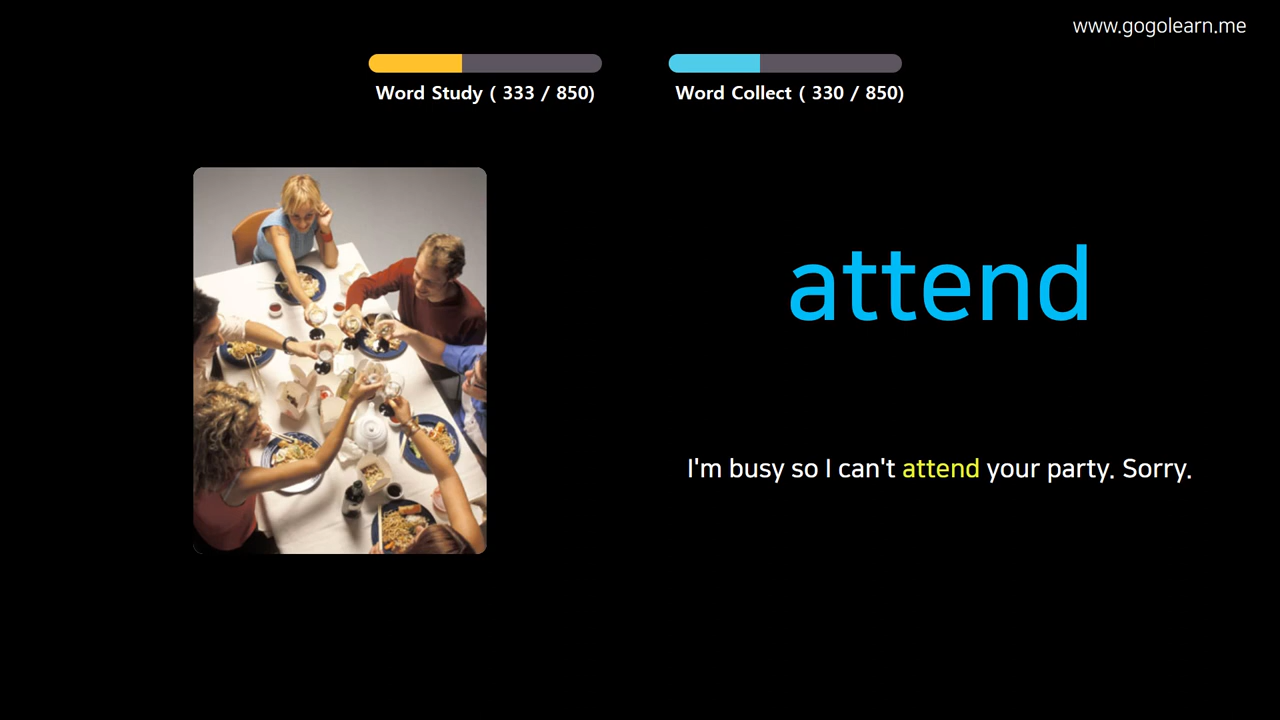 www.gogolearn.me
Word Study ( 333 / 850)
Word Collect ( 330 / 850)
attend
I'm busy so I can't attend your party. Sorry.